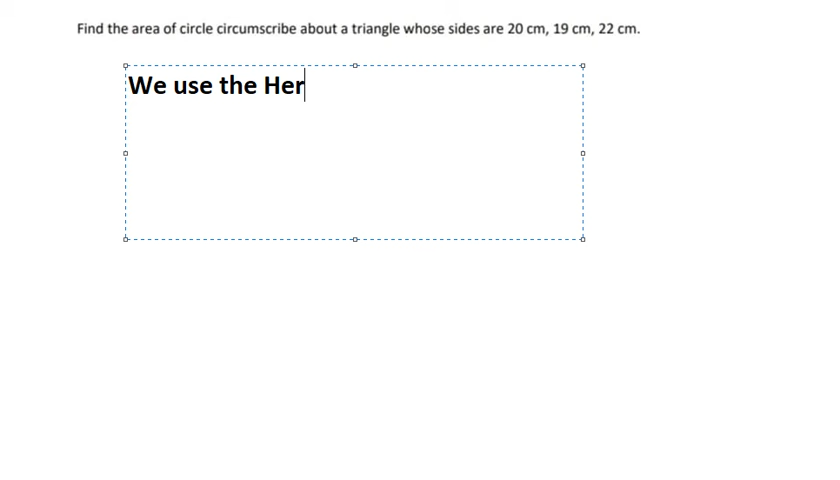 Find the area of circle circumscribe about a triangle whose sides are 20 cm, 19 cm, 22 cm.
We use the Her